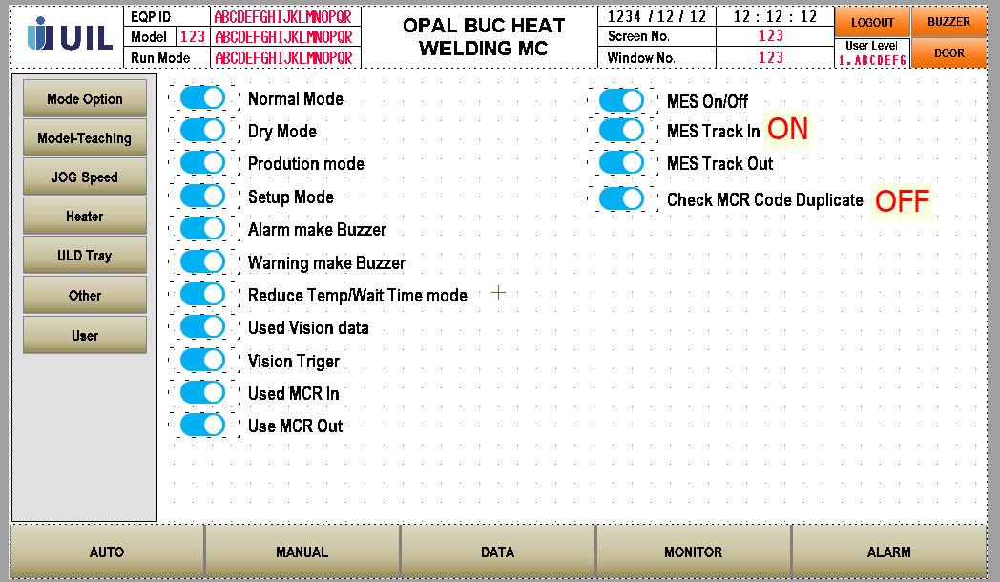 UIL
EQP ID ABCDEFGHIJKLMNOPQR
Model 123 ABCDEFGHIJKLMNOPQR
Run Mode ABCDEFGHIJKLMNOPQR
OPAL BUC HEAT
WELDING MC
1234 / 12 / 12 12 : 12 : 12
Screen No. 123
Window No. 123
LOGOUT
BUZZER
User Level
1. ABCDEFG
DOOR
Mode Option
Model-Teaching
JOG Speed
Heater
ULD Tray
Other
User
Normal Mode
Dry Mode
Prodution mode
Setup Mode
Alarm make Buzzer
Warning make Buzzer
Reduce Temp/Wait Time mode
Used Vision data
Vision Triger
Used MCR In
Use MCR Out
MES On/Off
MES Track In ON
MES Track Out
Check MCR Code Duplicate OFF
AUTO
MANUAL
DATA
MONITOR
ALARM